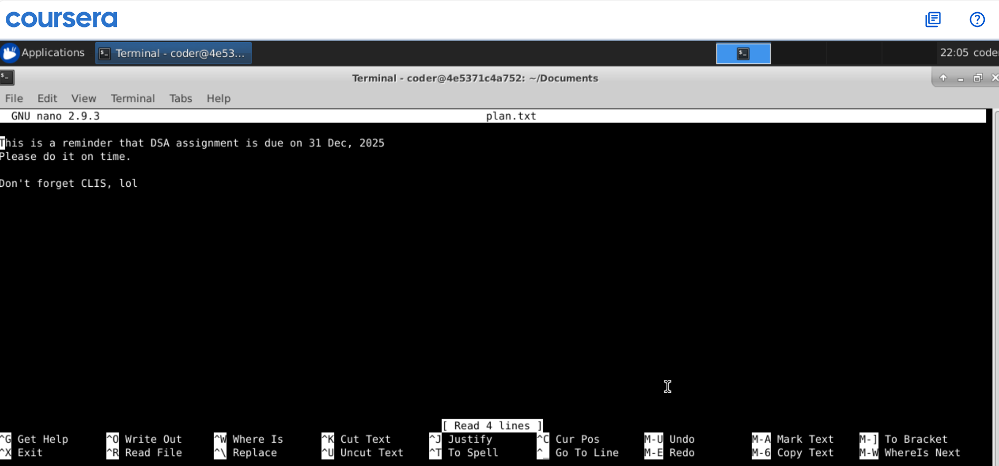 coursera
Applications Terminal - coder@4e53... 22:05 code
Terminal - coder@4e5371c4a752: ~/Documents
File Edit View Terminal Tabs Help
GNU nano 2.9.3 plan.txt
This is a reminder that DSA assignment is due on 31 Dec, 2025
Please do it on time.
Don't forget CLIS, lol
[ Read 4 lines ]
^G Get Help ^O Write Out ^W Where Is ^K Cut Text ^J Justify ^C Cur Pos M-U Undo M-A Mark Text M-] To Bracket
^X Exit ^R Read File ^\ Replace ^U Uncut Text ^T To Spell ^_ Go To Line M-E Redo M-6 Copy Text M-W WhereIs Next